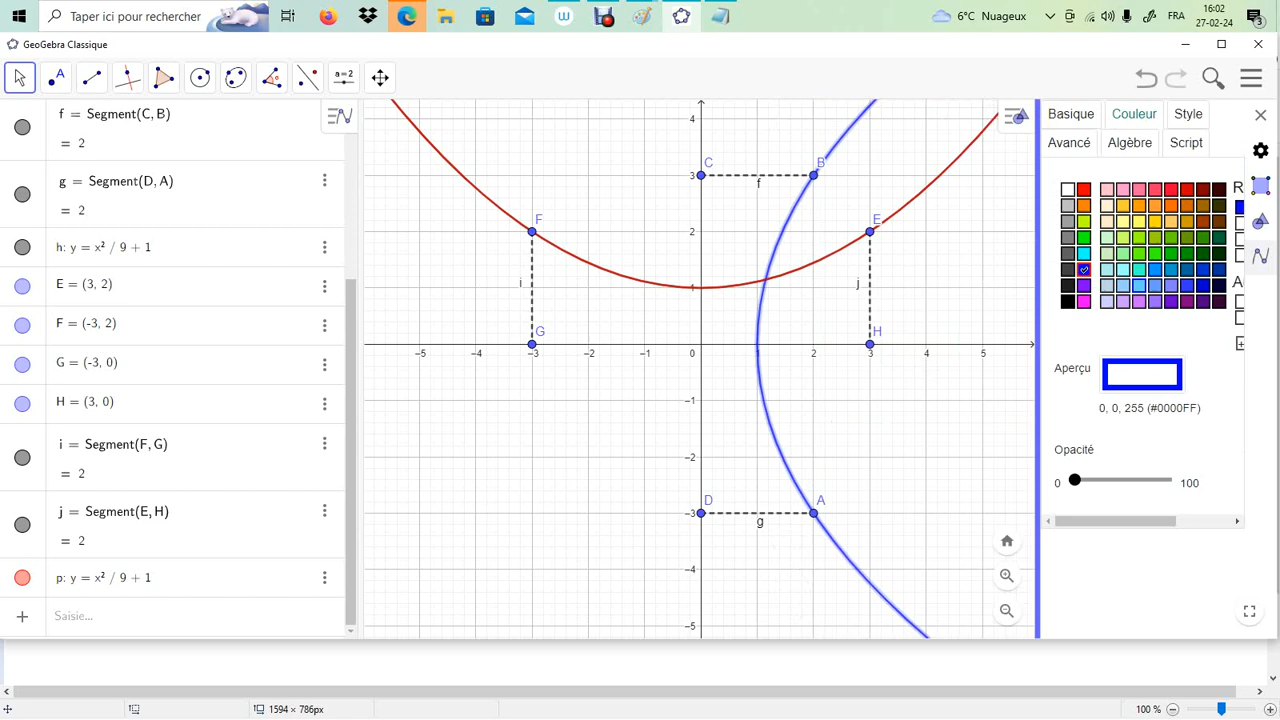 Taper ici pour rechercher
6°C Nuageux
FRA
16:02
27-02-24
3
GeoGebra Classique
A
a=2
f = Segment(C, B)
= 2
g = Segment(D, A)
= 2
h: y = x² / 9 + 1
E = (3, 2)
F = (-3, 2)
G = (-3, 0)
H = (3, 0)
i = Segment(F, G)
= 2
j = Segment(E, H)
= 2
p: y = x² / 9 + 1
Saisie...
4
C
B
3
f
F
2
E
i
j
1
G
H
-5 -4 -3 -2 -1 0 1 2 3 4 5
-1
-2
D
A
-3
g
-4
-5
Basique Couleur Style
Avancé Algèbre Script
R
A
Aperçu
0, 0, 255 (#0000FF)
Opacité
0 100
1594 × 786px
100 %